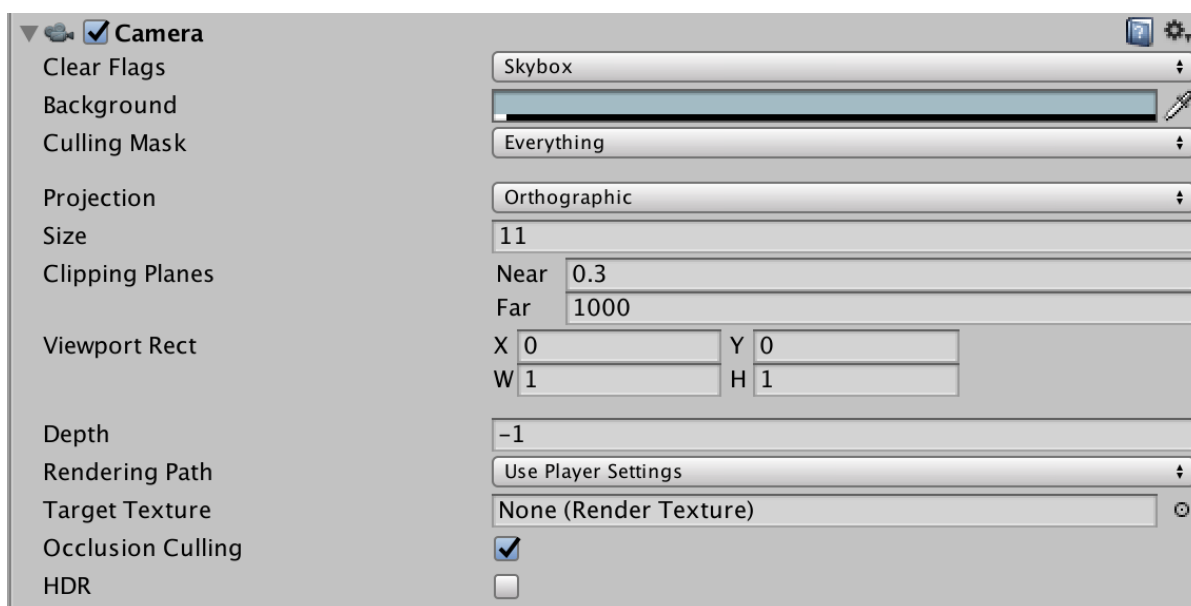 Camera
Clear Flags Skybox
Background
Culling Mask Everything
Projection Orthographic
Size 11
Clipping Planes Near 0.3
Far 1000
Viewport Rect X 0 Y 0
W 1 H 1
Depth -1
Rendering Path Use Player Settings
Target Texture None (Render Texture)
Occlusion Culling
HDR